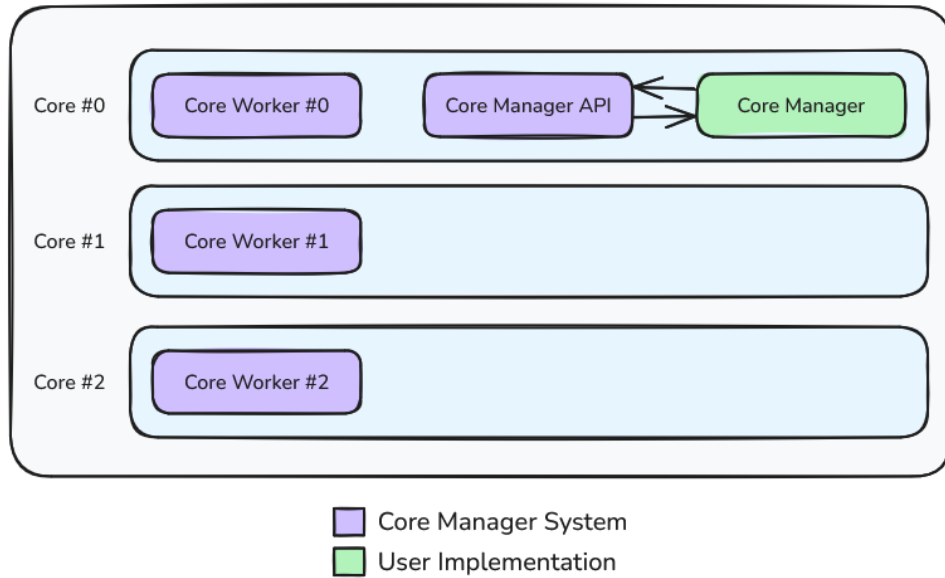 Core #0
Core Worker #0
Core Manager API
Core Manager
Core #1
Core Worker #1
Core #2
Core Worker #2
Core Manager System
User Implementation